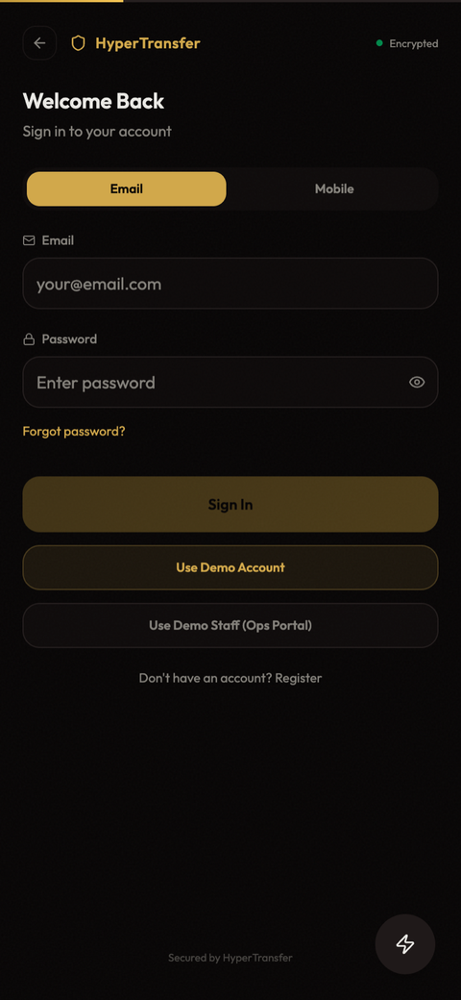 HyperTransfer
Encrypted
Welcome Back
Sign in to your account
Email
Mobile
Email
your@email.com
Password
Enter password
Forgot password?
Sign In
Use Demo Account
Use Demo Staff (Ops Portal)
Don't have an account? Register
Secured by HyperTransfer